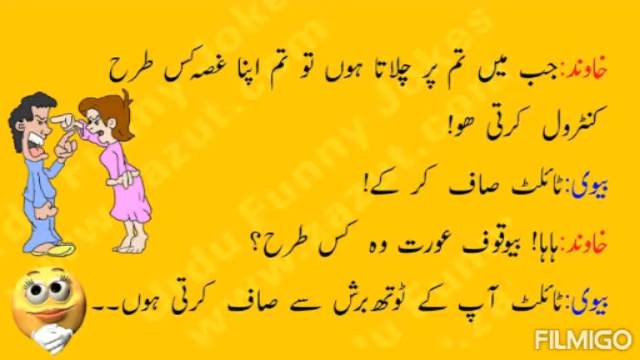 خاوند:جب میں تم پر چلاتا ہوں تو تم اپنا غصہ کس طرح
کنٹرول کرتی ھو!
بیوی:ٹائلٹ صاف کر کے!
خاوند:ہاہا! بیوقوف عورت وہ کس طرح؟
بیوی:ٹائلٹ آپ کے ٹوتھ برش سے صاف کرتی ہوں۔۔
FILMIGO